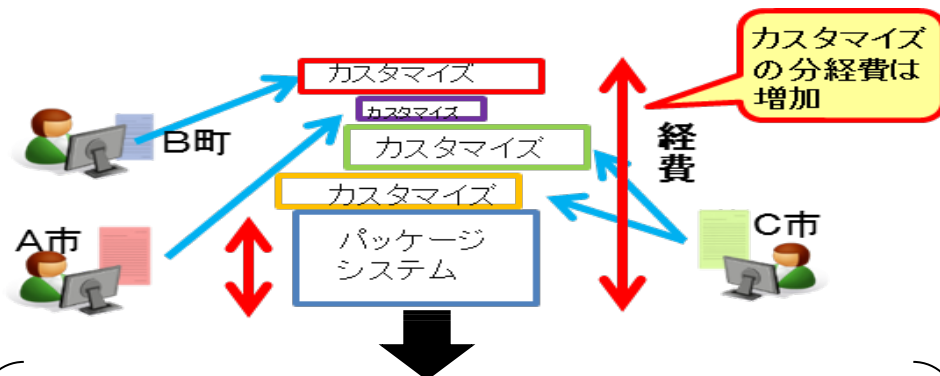 カスタマイズ
の分経費は
増加
カスタマイズ
カスタマイズ
B町
カスタマイズ
経費
カスタマイズ
A市
パッケージ
システム
C市